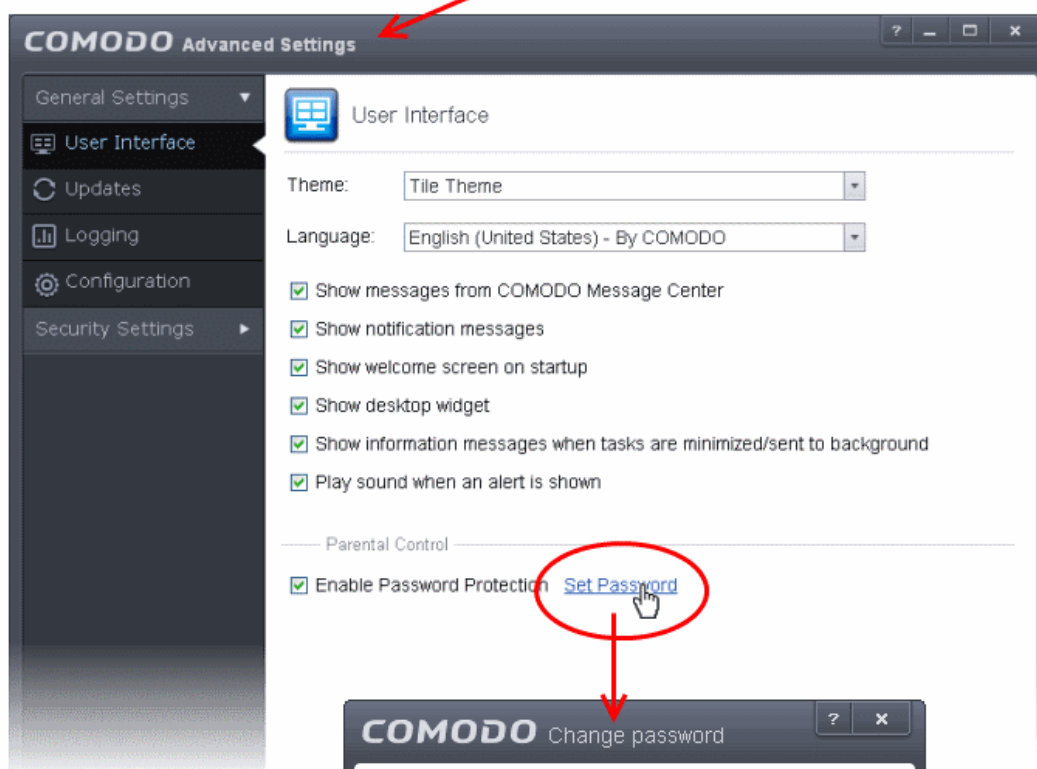 COMODO Advanced Settings
? – □ x
General Settings
User Interface
Updates
Logging
Configuration
Security Settings
User Interface
Theme: Tile Theme
Language: English (United States) - By COMODO
Show messages from COMODO Message Center
Show notification messages
Show welcome screen on startup
Show desktop widget
Show information messages when tasks are minimized/sent to background
Play sound when an alert is shown
Parental Control
Enable Password Protection Set Password
COMODO Change password
? x